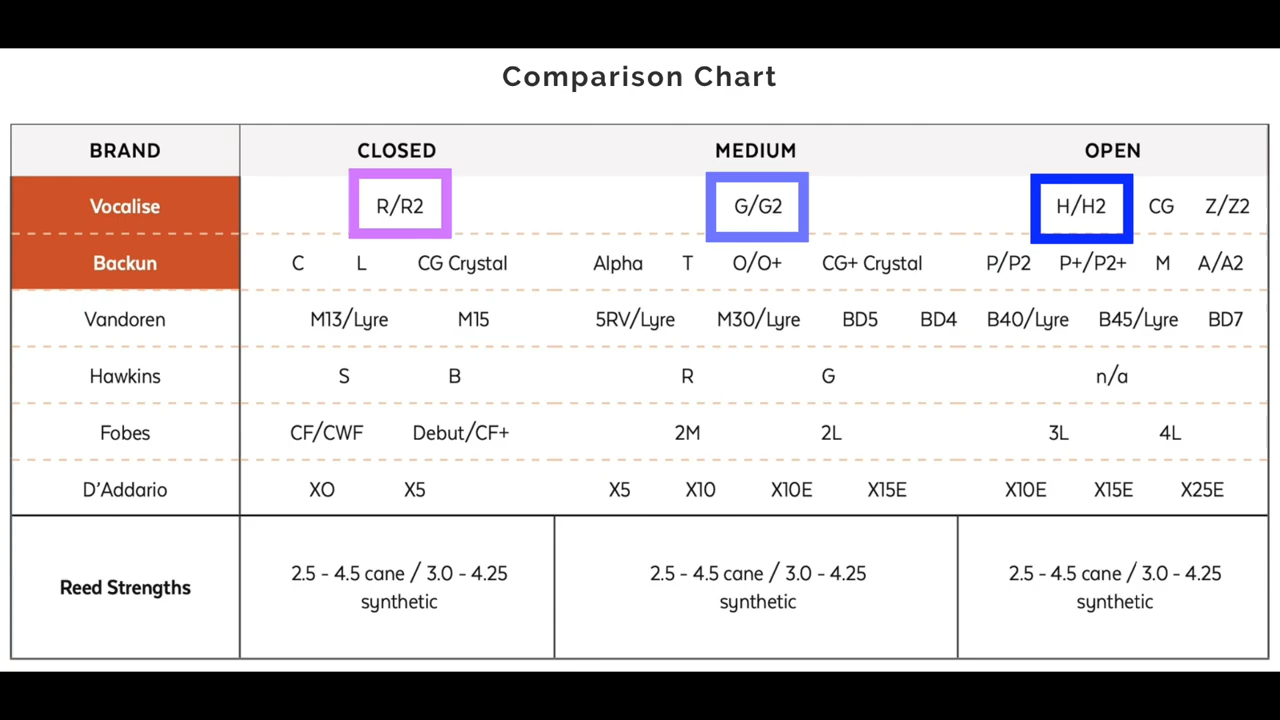 Comparison Chart
BRAND CLOSED MEDIUM OPEN
Vocalise R/R2 G/G2 H/H2 CG Z/Z2
Backun C L CG Crystal Alpha T O/O+ CG+ Crystal P/P2 P+/P2+ M A/A2
Vandoren M13/Lyre M15 5RV/Lyre M30/Lyre BD5 BD4 B40/Lyre B45/Lyre BD7
Hawkins S B R G n/a
Fobes CF/CWF Debut/CF+ 2M 2L 3L 4L
D'Addario XO X5 X5 X10 X10E X15E X10E X15E X25E
Reed Strengths 2.5 - 4.5 cane / 3.0 - 4.25 synthetic 2.5 - 4.5 cane / 3.0 - 4.25 synthetic 2.5 - 4.5 cane / 3.0 - 4.25 synthetic